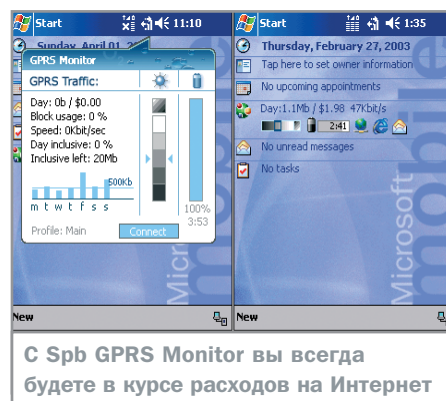 Start 11:10
Sunday, April 01, 2
GPRS Monitor
GPRS Traffic:
Day: 0b / $0.00
Block usage: 0 %
Speed: 0Kbit/sec
Day inclusive: 0 %
Inclusive left: 20Mb
500Kb
m t w t f s s
100%
3:53
Profile: Main
Connect
New
Start 1:35
Thursday, February 27, 2003
Tap here to set owner information
No upcoming appointments
Day:1.1Mb / $1.98 47kbit/s
2:41
No unread messages
No tasks
Microsoft
mobile
New
С Spb GPRS Monitor вы всегда
будете в курсе расходов на Интернет